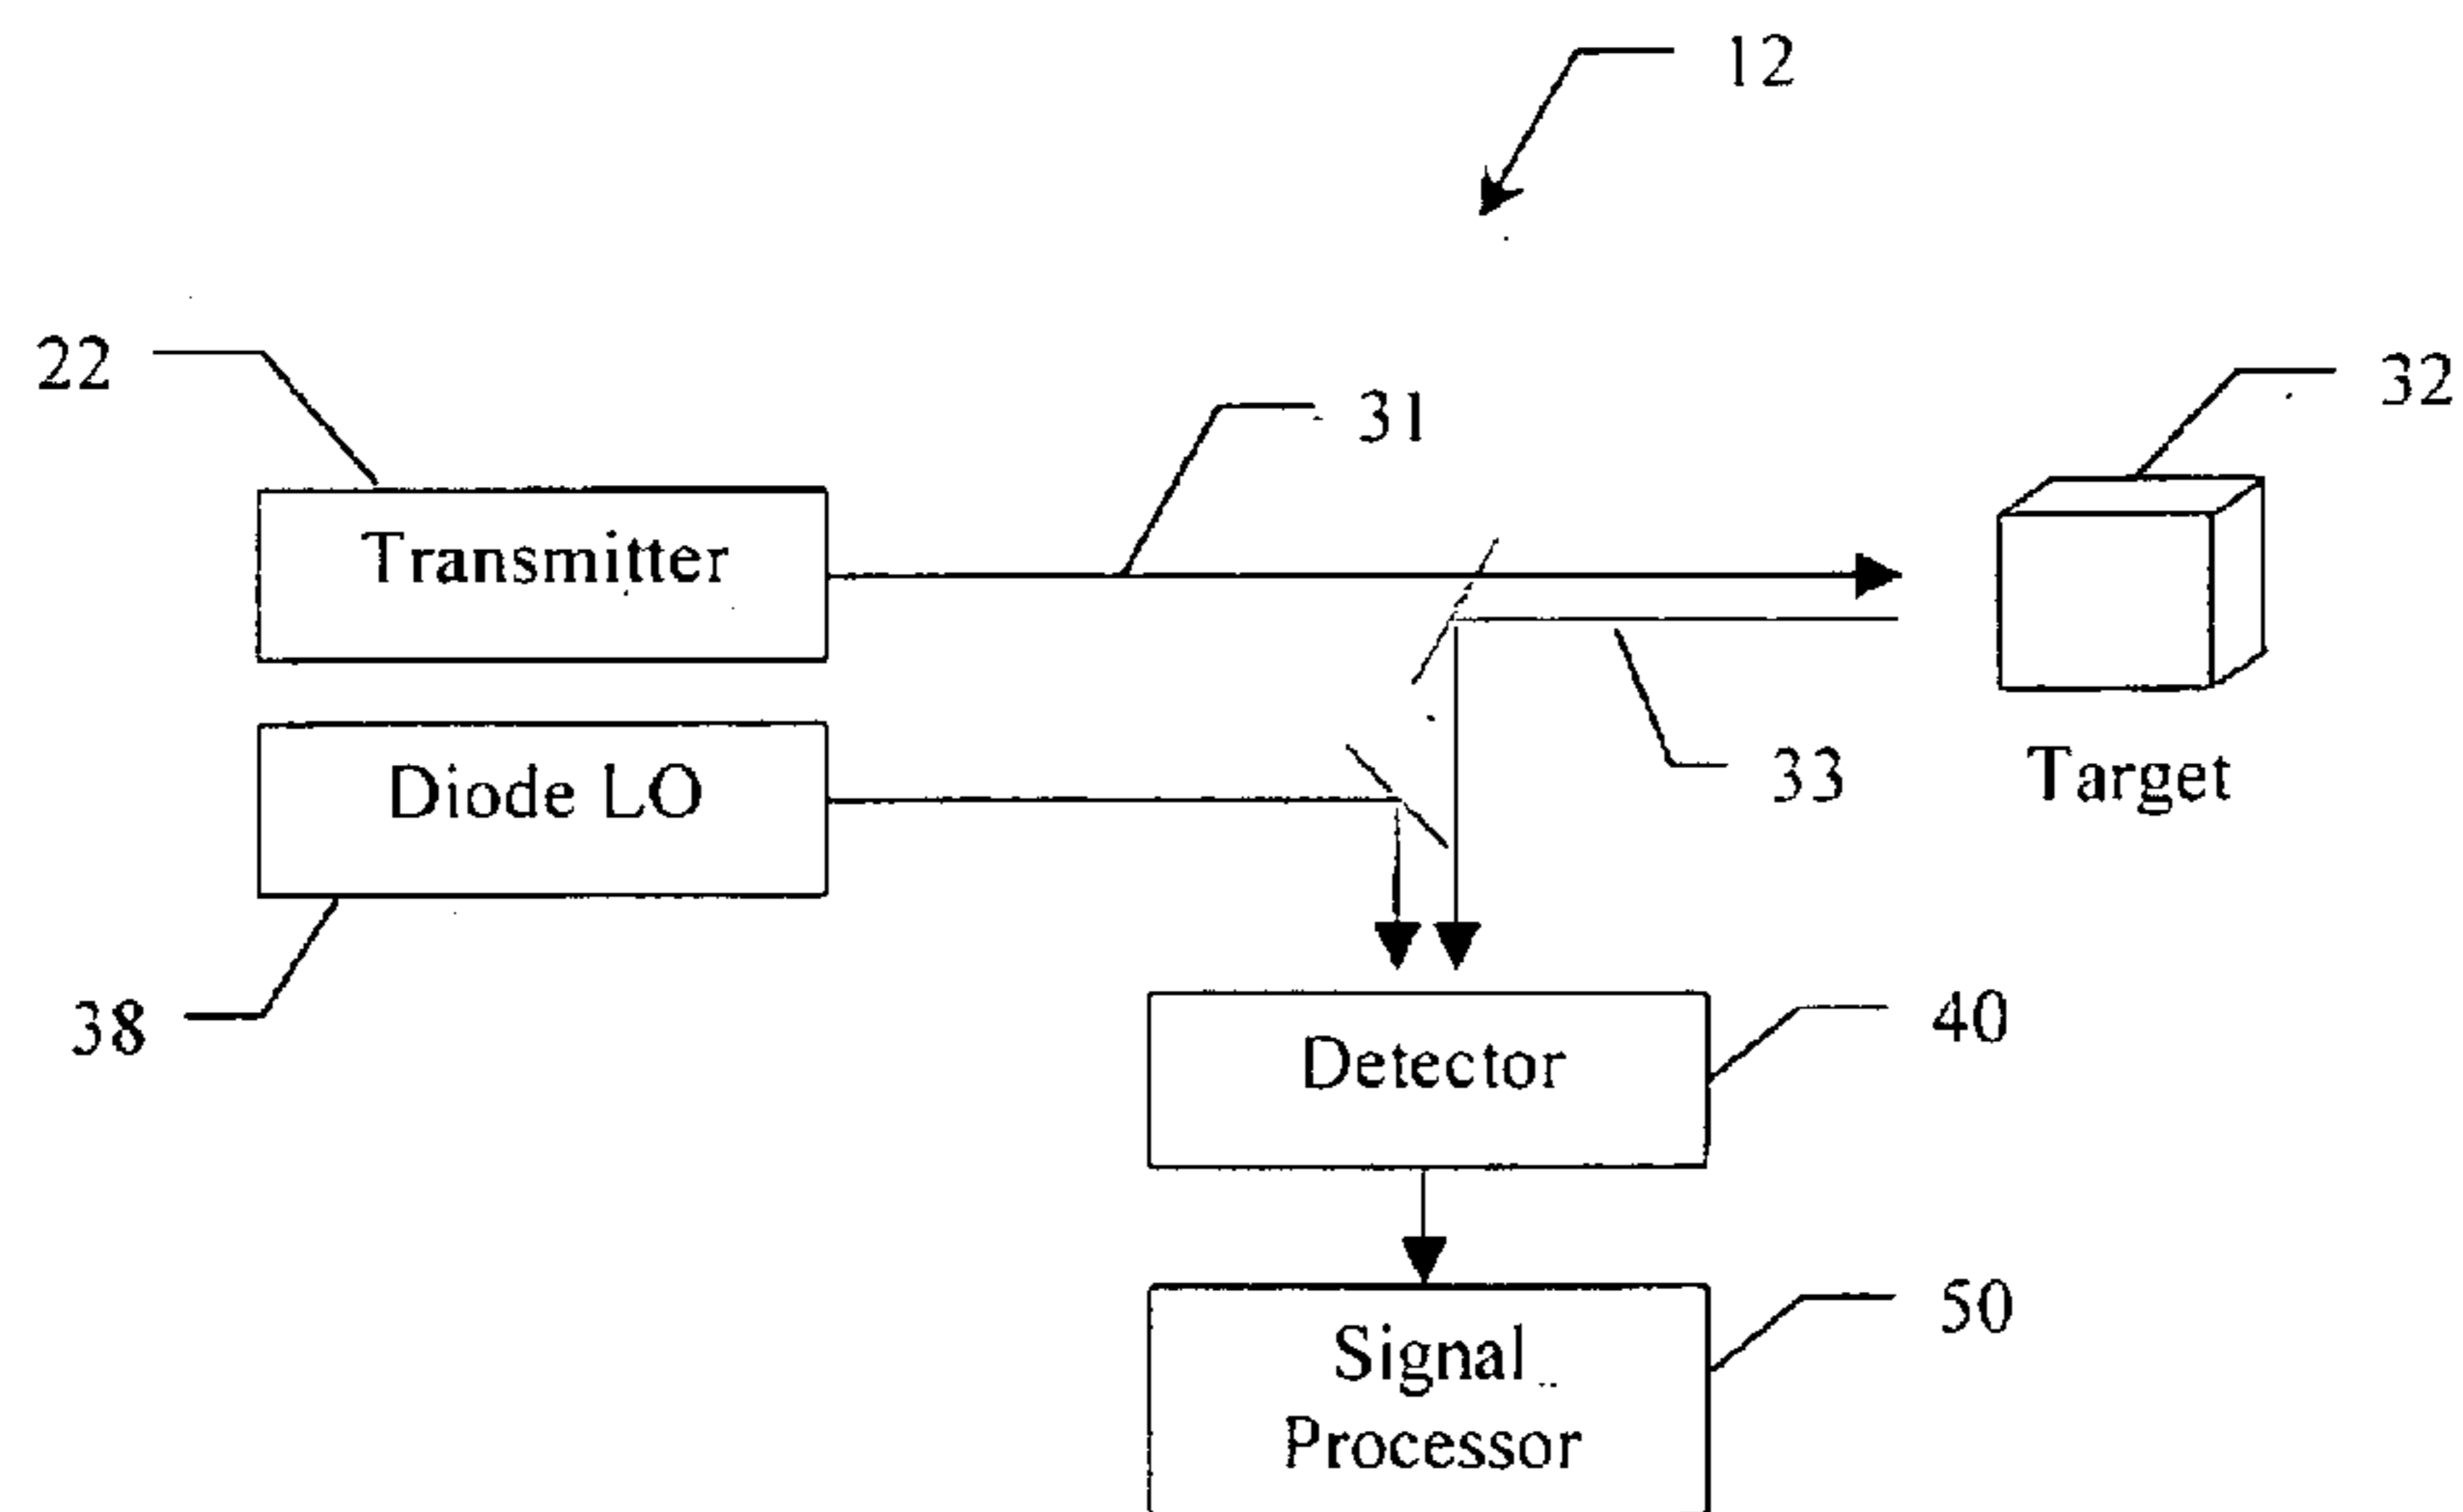 12
22
31
32
Transmitter
Diode LO
33
Target
38
Detector
40
Signal
Processor
50